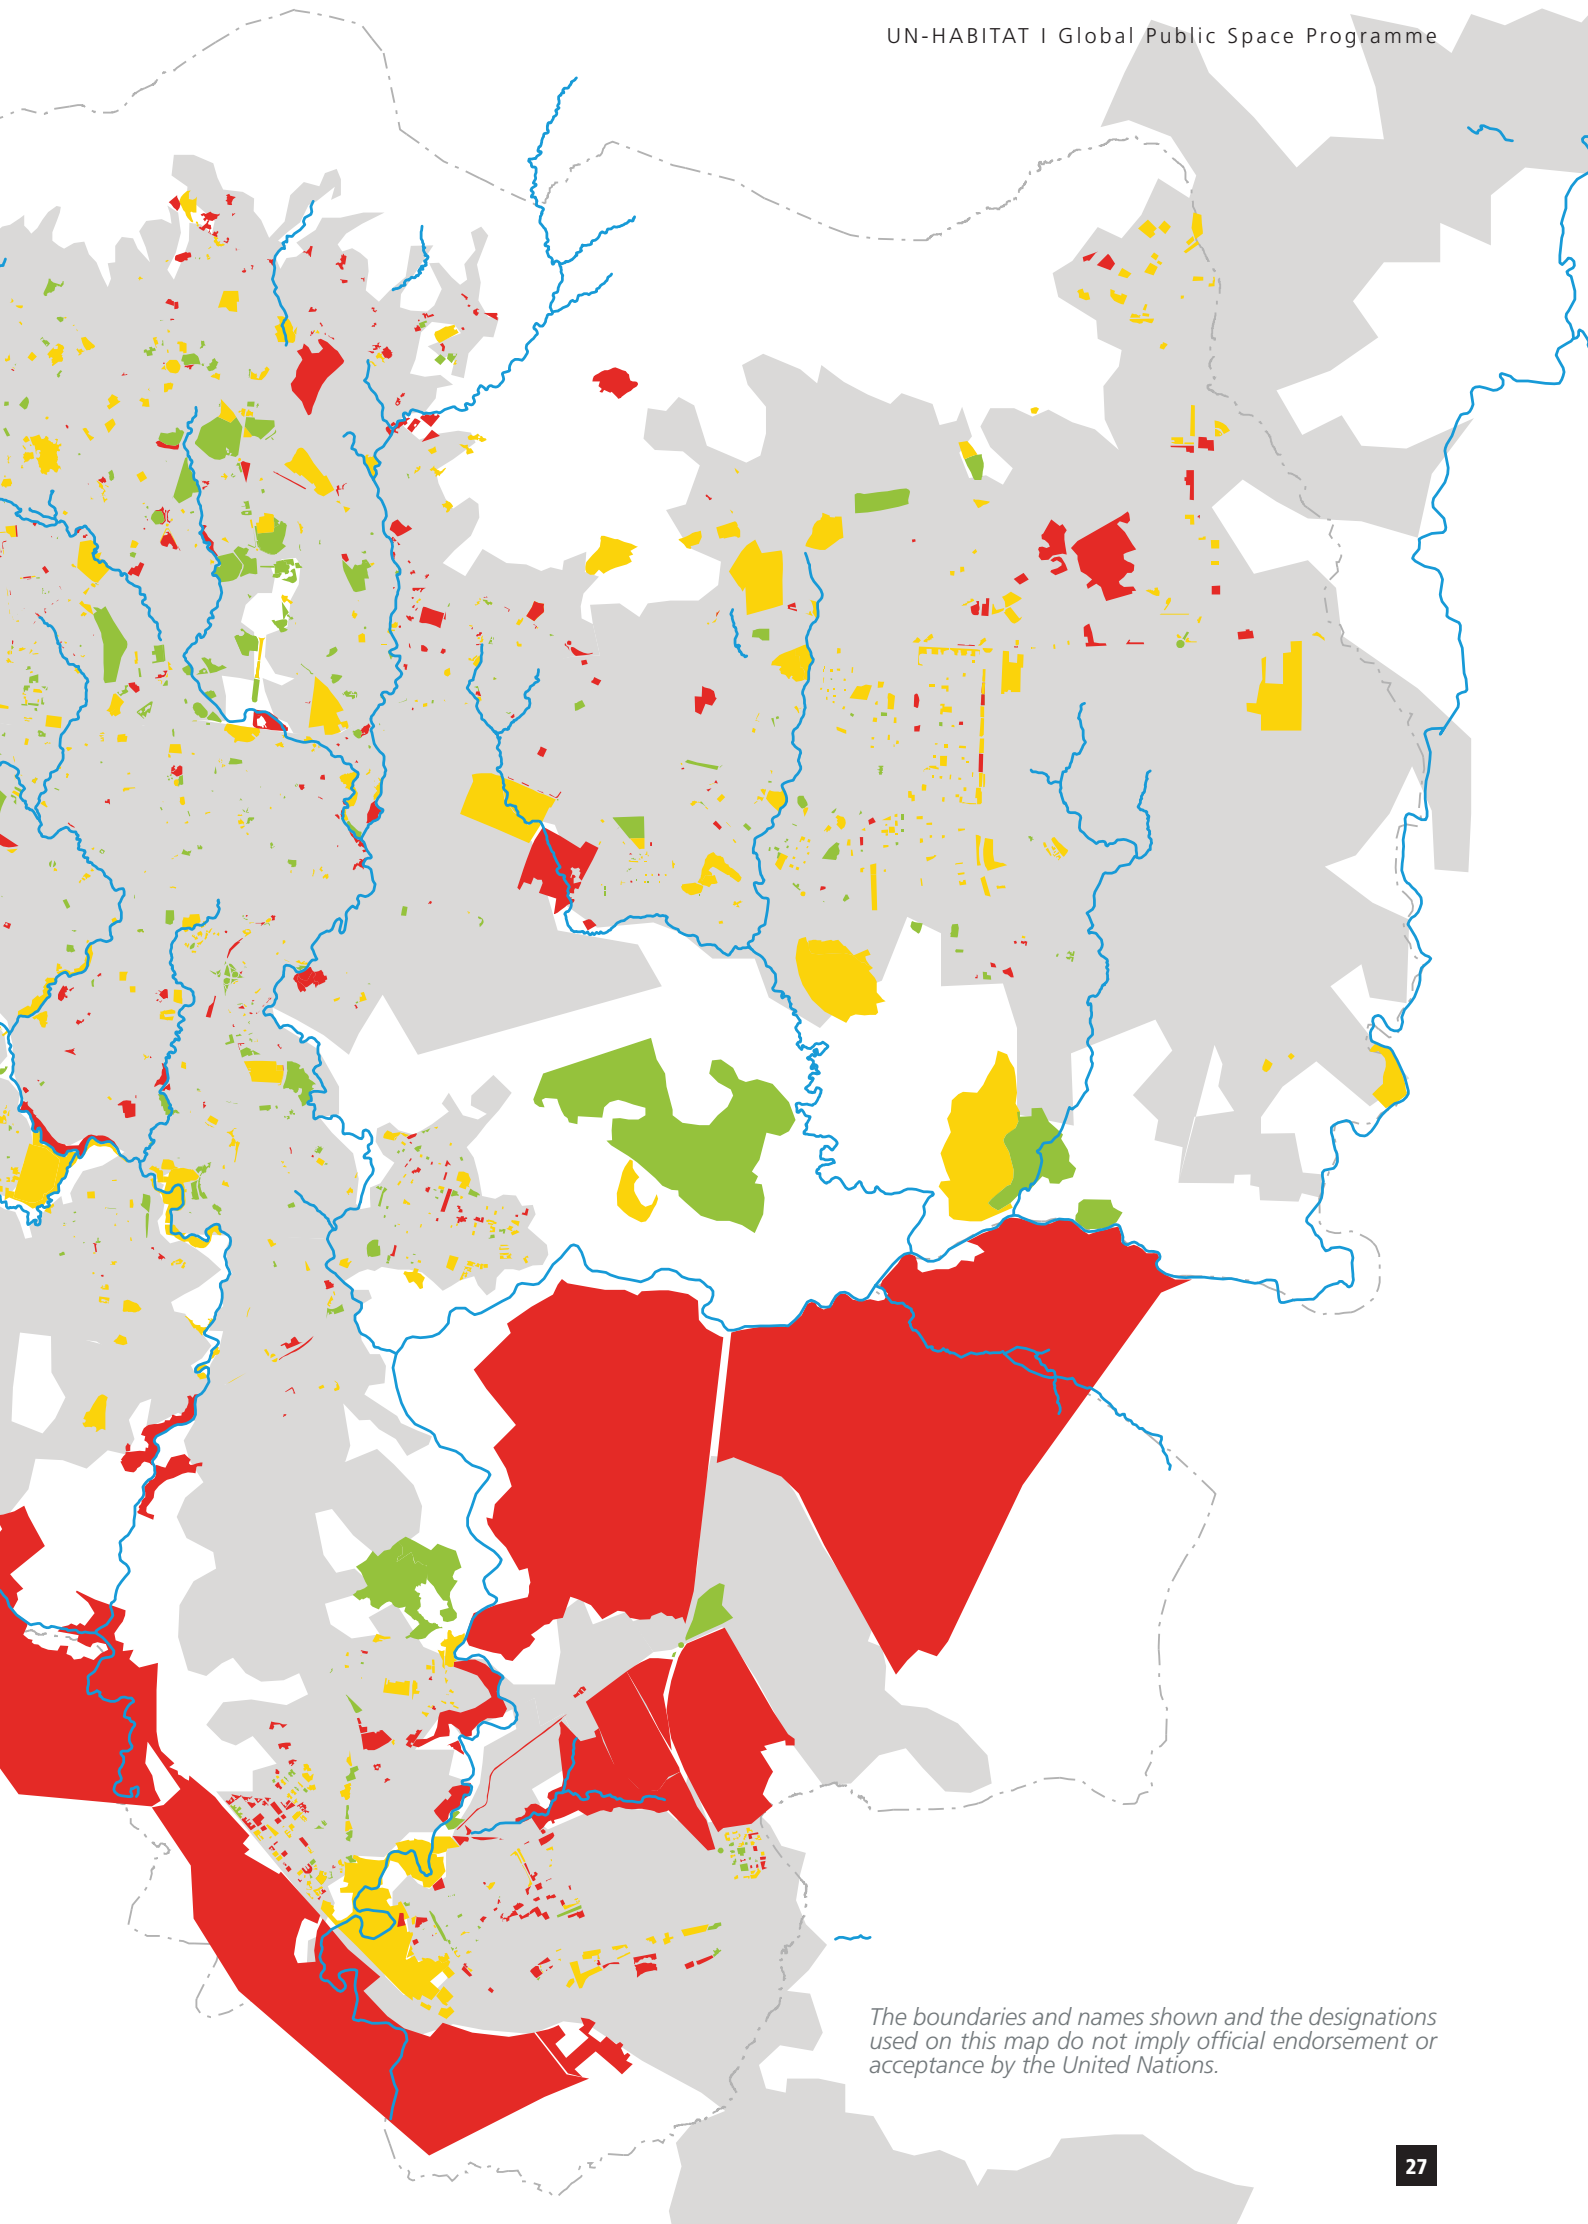 UN-HABITAT I Global Public Space Programme
The boundaries and names shown and the designations
used on this map do not imply official endorsement or
acceptance by the United Nations.
27